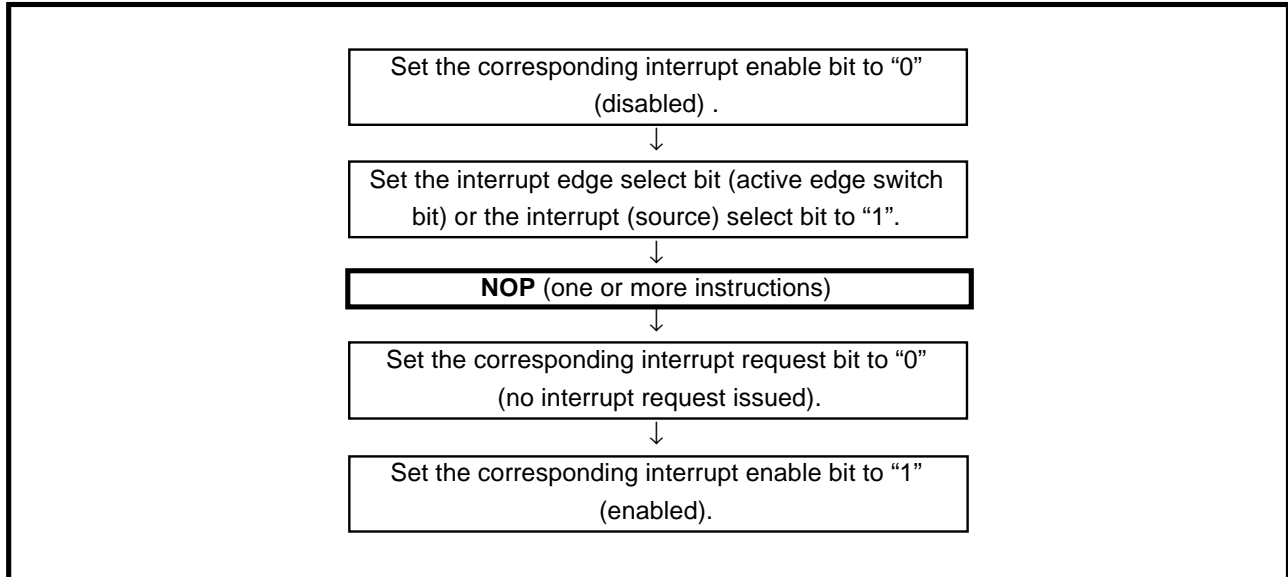 Set the corresponding interrupt enable bit to “0”
(disabled) .
↓
Set the interrupt edge select bit (active edge switch
bit) or the interrupt (source) select bit to “1”.
↓
NOP (one or more instructions)
↓
Set the corresponding interrupt request bit to “0”
(no interrupt request issued).
↓
Set the corresponding interrupt enable bit to “1”
(enabled).